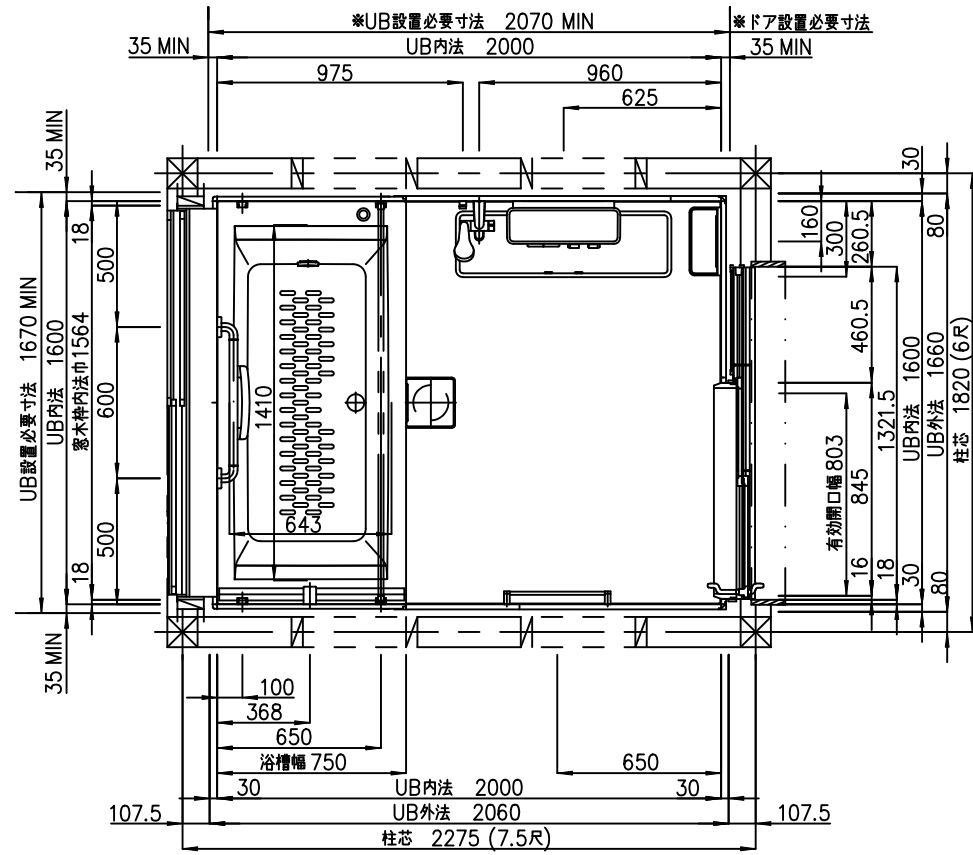 ※UB設置必要寸法 2070 MIN
※ドア設置必要寸法
35 MIN
UB内法 2000
35 MIN
975
960
625
35 MIN
18
500
UB設置必要寸法 1670 MIN
UB内法 1600
窓木枠内法巾1564
600
500
18
35 MIN
1410
643
30
160
300
260.5
80
460.5
1321.5
UB内法 1600
UB外法 1660
柱芯 1820 (6尺)
有効開口幅 803
845
16
18
30
80
100
368
650
浴槽幅 750
650
30
UB内法 2000
30
107.5
UB外法 2060
107.5
柱芯 2275 (7.5尺)